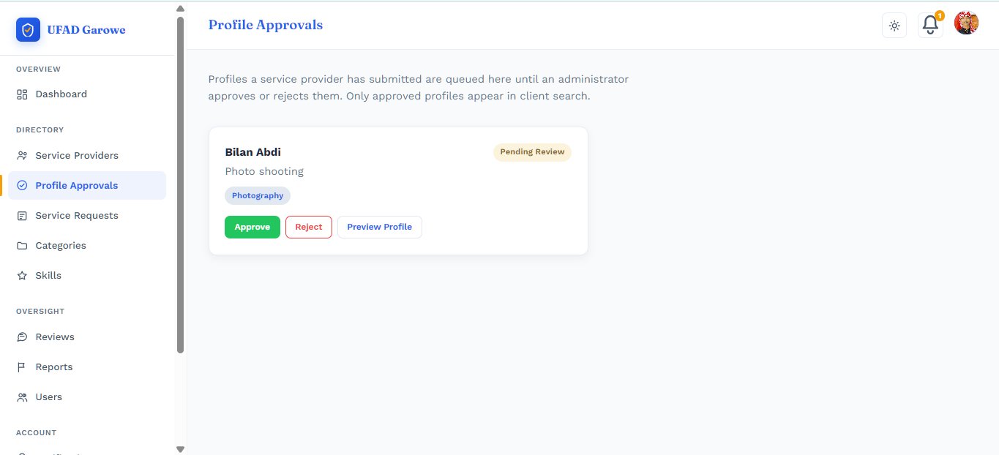 UFAD Garowe
OVERVIEW
Dashboard
DIRECTORY
Service Providers
Profile Approvals
Service Requests
Categories
Skills
OVERSIGHT
Reviews
Reports
Users
ACCOUNT
Profile Approvals
1
Profiles a service provider has submitted are queued here until an administrator
approves or rejects them. Only approved profiles appear in client search.
Bilan Abdi
Pending Review
Photo shooting
Photography
Approve
Reject
Preview Profile